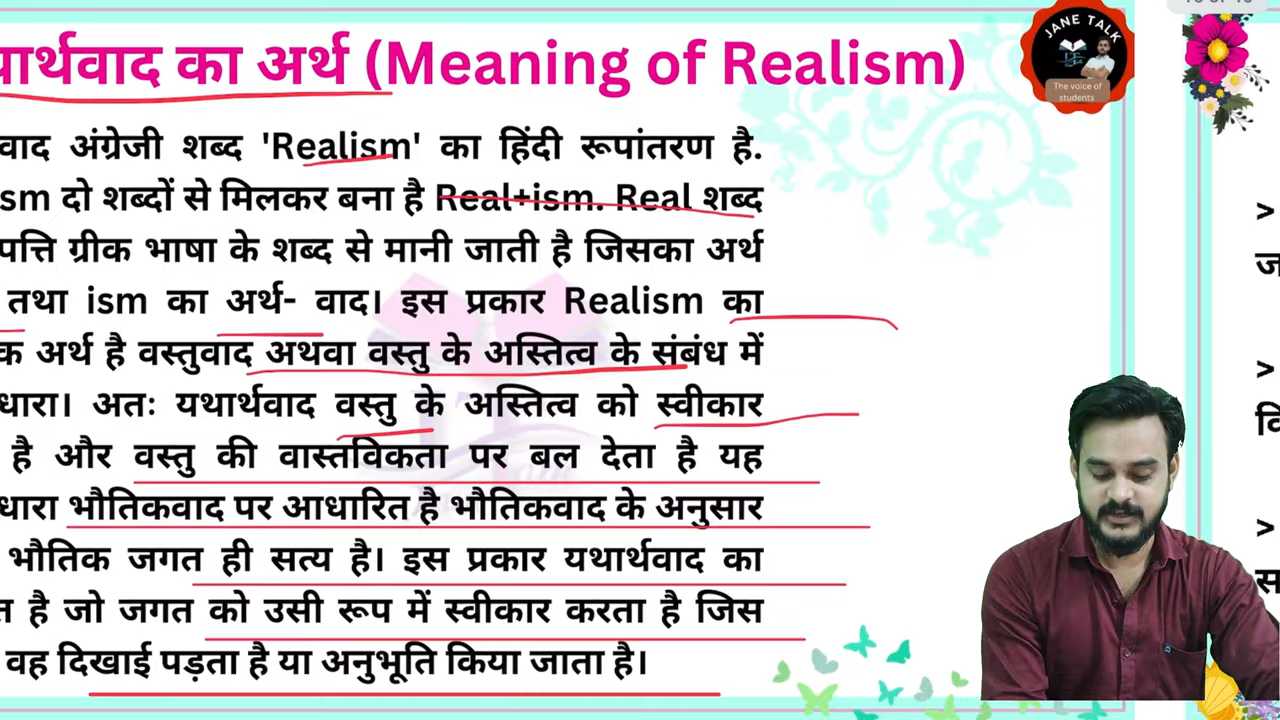 यार्थवाद का अर्थ (Meaning of Realism)
वाद अंग्रेजी शब्द 'Realism' का हिंदी रूपांतरण है.
sm दो शब्दों से मिलकर बना है Real+ism. Real शब्द
पत्ति ग्रीक भाषा के शब्द से मानी जाती है जिसका अर्थ
तथा ism का अर्थ- वाद। इस प्रकार Realism का
क अर्थ है वस्तुवाद अथवा वस्तु के अस्तित्व के संबंध में
धारा। अतः यथार्थवाद वस्तु के अस्तित्व को स्वीकार
है और वस्तु की वास्तविकता पर बल देता है यह
धारा भौतिकवाद पर आधारित है भौतिकवाद के अनुसार
भौतिक जगत ही सत्य है। इस प्रकार यथार्थवाद का
त है जो जगत को उसी रूप में स्वीकार करता है जिस
वह दिखाई पड़ता है या अनुभूति किया जाता है।
JANE TALK
The voice of
students
>
ज
>
वि
>
स